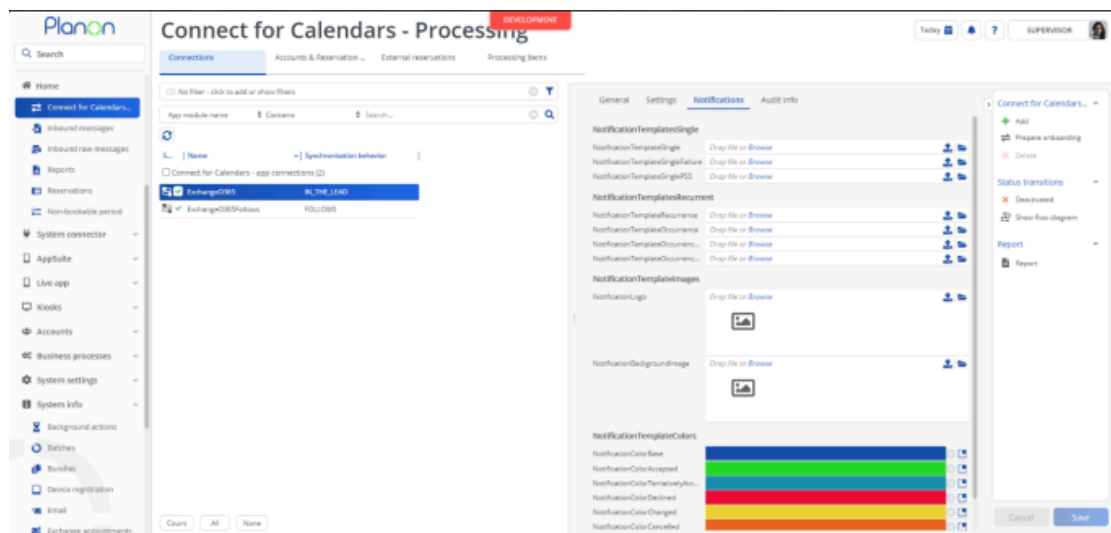 Planon
Search
Home
Connect for Calendars...
Inbound messages
Inbound raw messages
Reports
Reservations
Non-bookable period
System connector
AppSuite
Live app
Kiosks
Accounts
Business processes
System settings
System info
Background actions
Batches
Bundles
Device registration
Email
Exchange appointments
Connect for Calendars - Processing
DEVELOPMENT
Today
?
SUPERVISOR
Connections
Accounts & Reservation ...
External reservations
Processing items
No filter - click to add or show filters
App module name
Contains
Search...
S... Name
Synchronisation behavior
Connect for Calendars - app connections (2)
ExchangeO365
IN_THE_LEAD
ExchangeO365Follows
FOLLOWS
Count
All
None
General
Settings
Notifications
Audit info
NotificationTemplatesSingle
NotificationTemplateSingle
Drop file or Browse
NotificationTemplateSingleFailure
Drop file or Browse
NotificationTemplateSinglePSS
Drop file or Browse
NotificationTemplatesRecurrent
NotificationTemplateRecurrence
Drop file or Browse
NotificationTemplateOccurrence
Drop file or Browse
NotificationTemplateOccurrenc...
Drop file or Browse
NotificationTemplateOccurrenc...
Drop file or Browse
NotificationTemplateImages
NotificationLogo
Drop file or Browse
NotificationBackgroundImage
Drop file or Browse
NotificationTemplateColors
NotificationColorBase
NotificationColorAccepted
NotificationColorTentativelyAcc...
NotificationColorDeclined
NotificationColorChanged
NotificationColorCancelled
Connect for Calendars...
Add
Prepare onboarding
Delete
Status transitions
Deactivated
Show flow diagram
Report
Report
Cancel
Save